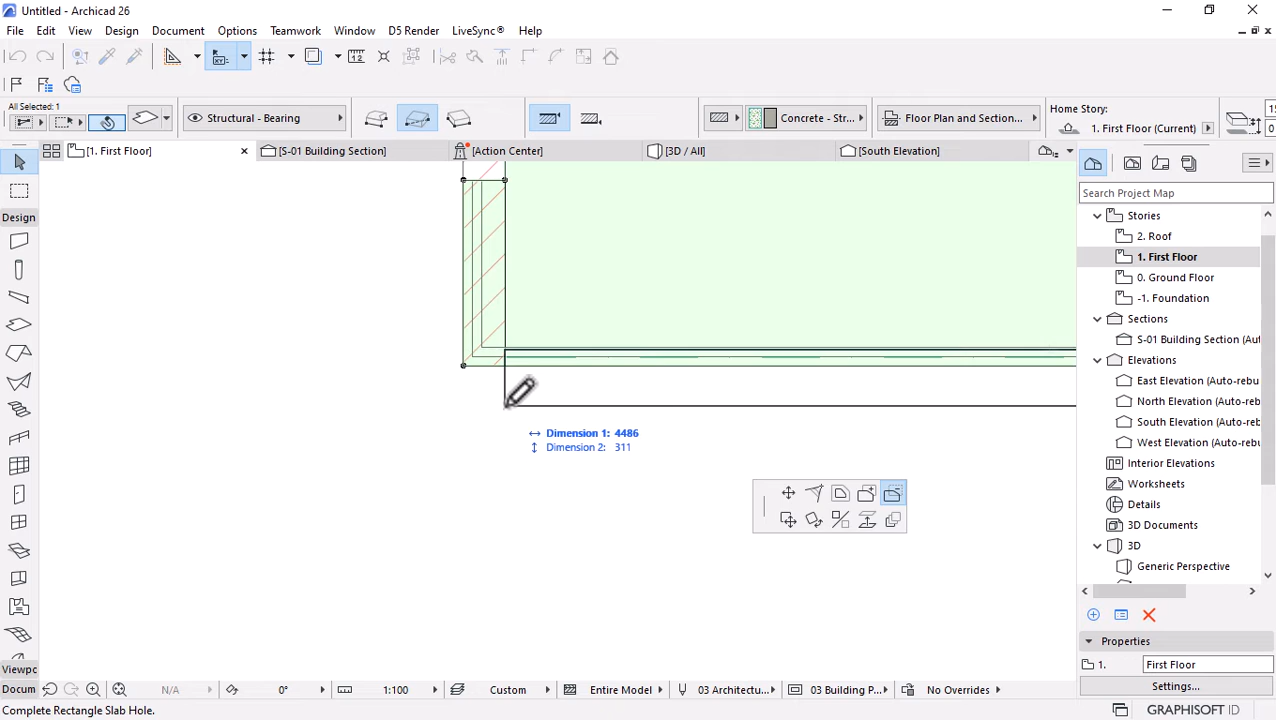 Untitled - Archicad 26
File Edit View Design Document Options Teamwork Window D5 Render LiveSync® Help
All Selected: 1
Structural - Bearing
Concrete - Str...
Floor Plan and Section...
Home Story:
1. First Floor (Current)
[1. First Floor]
[S-01 Building Section]
[Action Center]
[3D / All]
[South Elevation]
Design
Search Project Map
Stories
2. Roof
1. First Floor
0. Ground Floor
-1. Foundation
Sections
S-01 Building Section (Aut
Elevations
East Elevation (Auto-rebu
North Elevation (Auto-reb
South Elevation (Auto-reb
West Elevation (Auto-reb
Interior Elevations
Worksheets
Details
3D Documents
3D
Generic Perspective
Dimension 1: 4486
Dimension 2: 311
Properties
1. First Floor
Settings...
Viewpc
Docum
N/A
0°
1:100
Custom
Entire Model
03 Architectu...
03 Building P...
No Overrides
Complete Rectangle Slab Hole.
GRAPHISOFT ID